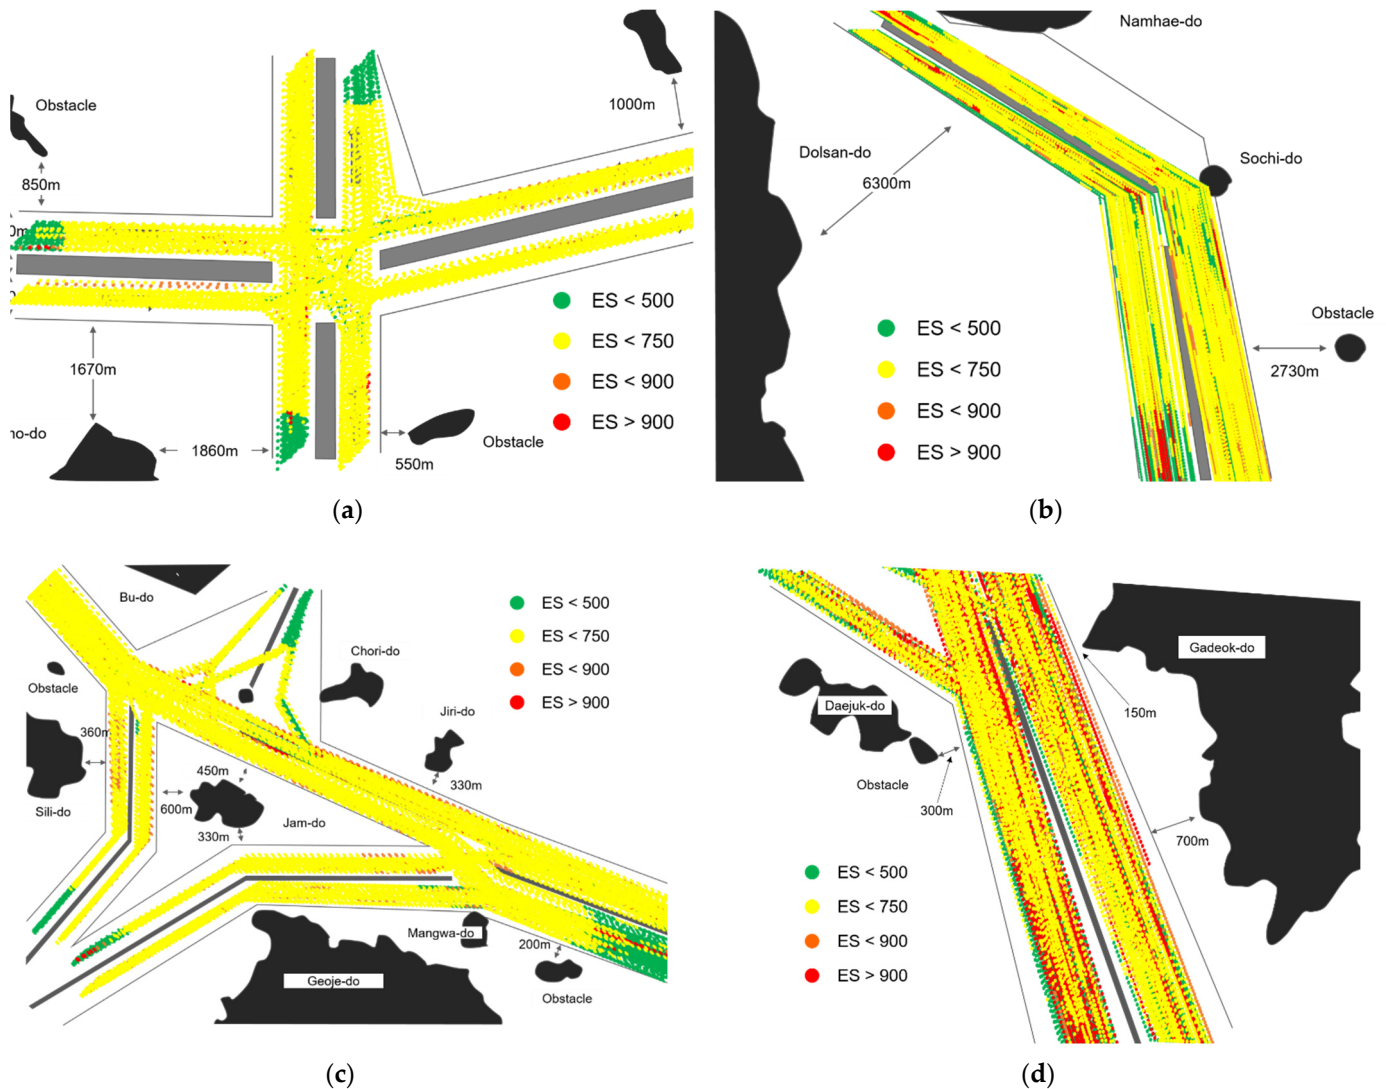 Obstacle
850m
1000m
ES < 500
ES < 750
ES < 900
ES > 900
1670m
1860m
550m
Obstacle
(a)
Namhae-do
Dolsan-do
6300m
Sochi-do
Obstacle
2730m
ES < 500
ES < 750
ES < 900
ES > 900
(b)
Bu-do
Chori-do
Obstacle
Jiri-do
360m
450m
600m
330m
330m
Sili-do
Jam-do
Mangwa-do
200m
Geoje-do
Obstacle
ES < 500
ES < 750
ES < 900
ES > 900
(c)
Gadeok-do
Daejuk-do
150m
Obstacle
300m
700m
ES < 500
ES < 750
ES < 900
ES > 900
(d)